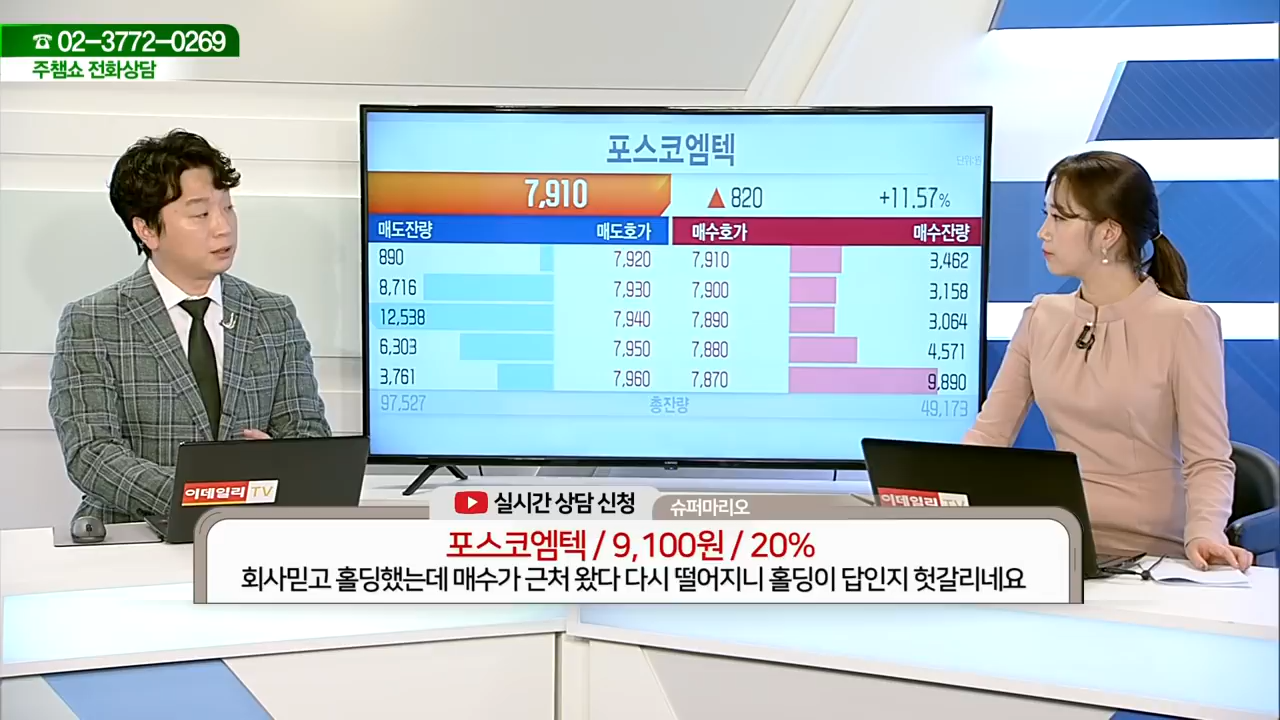 ☎ 02-3772-0269
주챔쇼 전화상담
포스코엠텍
단위:원
7,910 ▲820 +11.57%
매도잔량 매도호가 매수호가 매수잔량
890 7,920 7,910 3,462
8,716 7,930 7,900 3,158
12,538 7,940 7,890 3,064
6,303 7,950 7,880 4,571
3,761 7,960 7,870 9,890
97,527 총잔량 49,173
이데일리 TV
이데일리 TV
실시간 상담 신청 슈퍼마리오
포스코엠텍 / 9,100원 / 20%
회사믿고 홀딩했는데 매수가 근처 왔다 다시 떨어지니 홀딩이 답인지 헛갈리네요